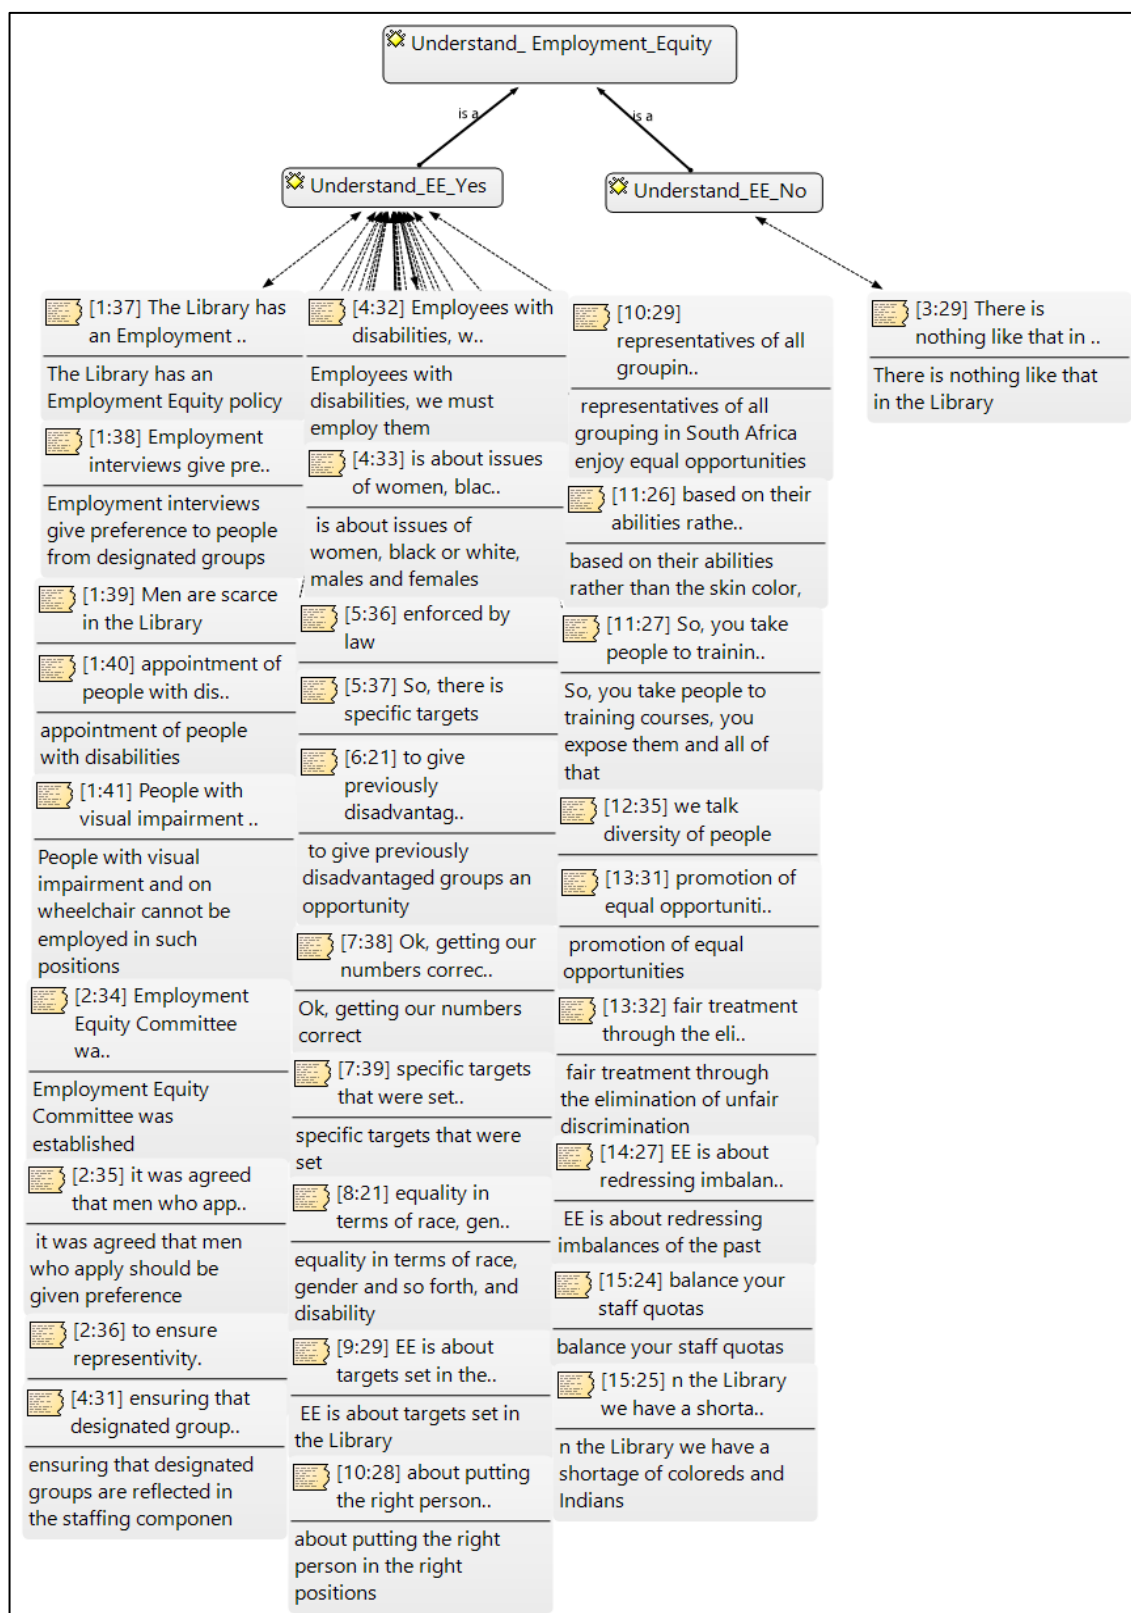 Understand_ Employment_Equity
is a
is a
Understand_EE_Yes
Understand_EE_No
[1:37] The Library has
an Employment ..
The Library has an
Employment Equity policy
[1:38] Employment
interviews give pre..
Employment interviews
give preference to people
from designated groups
[1:39] Men are scarce
in the Library
[1:40] appointment of
people with dis..
appointment of people
with disabilities
[1:41] People with
visual impairment ..
People with visual
impairment and on
wheelchair cannot be
employed in such
positions
[2:34] Employment
Equity Committee
wa..
Employment Equity
Committee was
established
[2:35] it was agreed
that men who app..
it was agreed that men
who apply should be
given preference
[2:36] to ensure
representivity.
[4:31] ensuring that
designated group..
ensuring that designated
groups are reflected in
the staffing componen
[4:32] Employees with
disabilities, w..
Employees with
disabilities, we must
employ them
[4:33] is about issues
of women, blac..
is about issues of
women, black or white,
males and females
[5:36] enforced by
law
[5:37] So, there is
specific targets
[6:21] to give
previously
disadvantag..
to give previously
disadvantaged groups an
opportunity
[7:38] Ok, getting our
numbers correc..
Ok, getting our numbers
correct
[7:39] specific targets
that were set..
specific targets that were
set
[8:21] equality in
terms of race, gen..
equality in terms of race,
gender and so forth, and
disability
[9:29] EE is about
targets set in the..
EE is about targets set in
the Library
[10:28] about putting
the right person..
about putting the right
person in the right
positions
[10:29]
representatives of all
groupin..
representatives of all
grouping in South Africa
enjoy equal opportunities
[11:26] based on their
abilities rathe..
based on their abilities
rather than the skin color,
[11:27] So, you take
people to trainin..
So, you take people to
training courses, you
expose them and all of
that
[12:35] we talk
diversity of people
[13:31] promotion of
equal opportuniti..
promotion of equal
opportunities
[13:32] fair treatment
through the eli..
fair treatment through
the elimination of unfair
discrimination
[14:27] EE is about
redressing imbalan..
EE is about redressing
imbalances of the past
[15:24] balance your
staff quotas
balance your staff quotas
[15:25] n the Library
we have a shorta..
n the Library we have a
shortage of coloreds and
Indians
[3:29] There is
nothing like that in ..
There is nothing like that
in the Library